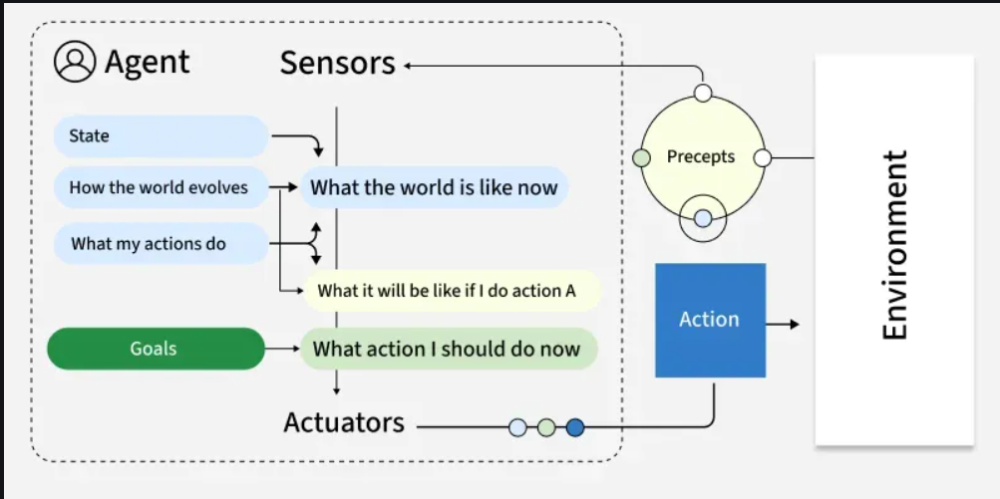 Agent
Sensors
State
How the world evolves
What the world is like now
What my actions do
What it will be like if I do action A
Goals
What action I should do now
Actuators
Precepts
Action
Environment